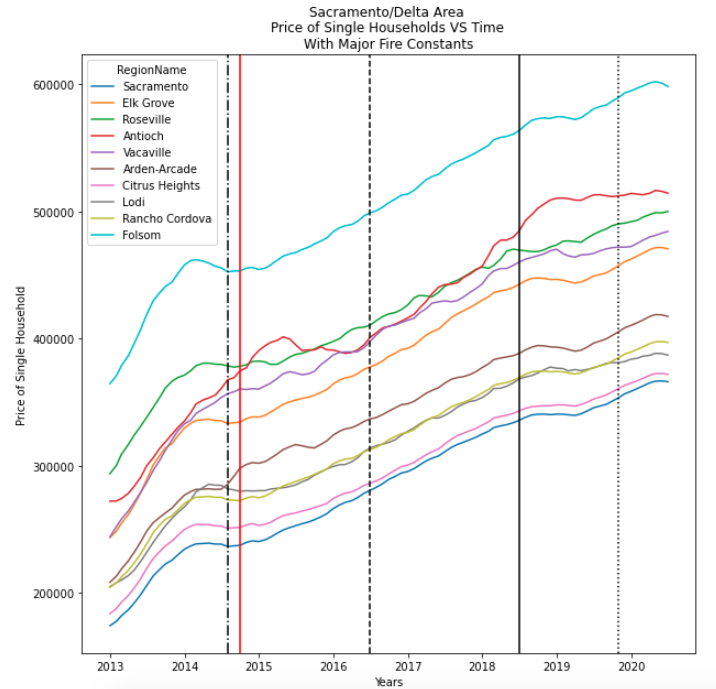 Sacramento/Delta Area
Price of Single Households VS Time
With Major Fire Constants
RegionName
Sacramento
Elk Grove
Roseville
Antioch
Vacaville
Arden-Arcade
Citrus Heights
Lodi
Rancho Cordova
Folsom
600000
500000
400000
300000
200000
Price of Single Household
2013 2014 2015 2016 2017 2018 2019 2020
Years